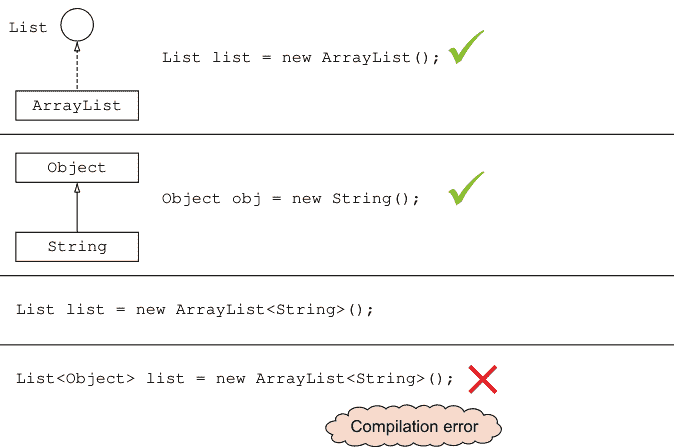 List
List list = new ArrayList();
ArrayList
Object
Object obj = new String();
String
List list = new ArrayList<String>();
List<Object> list = new ArrayList<String>();
Compilation error